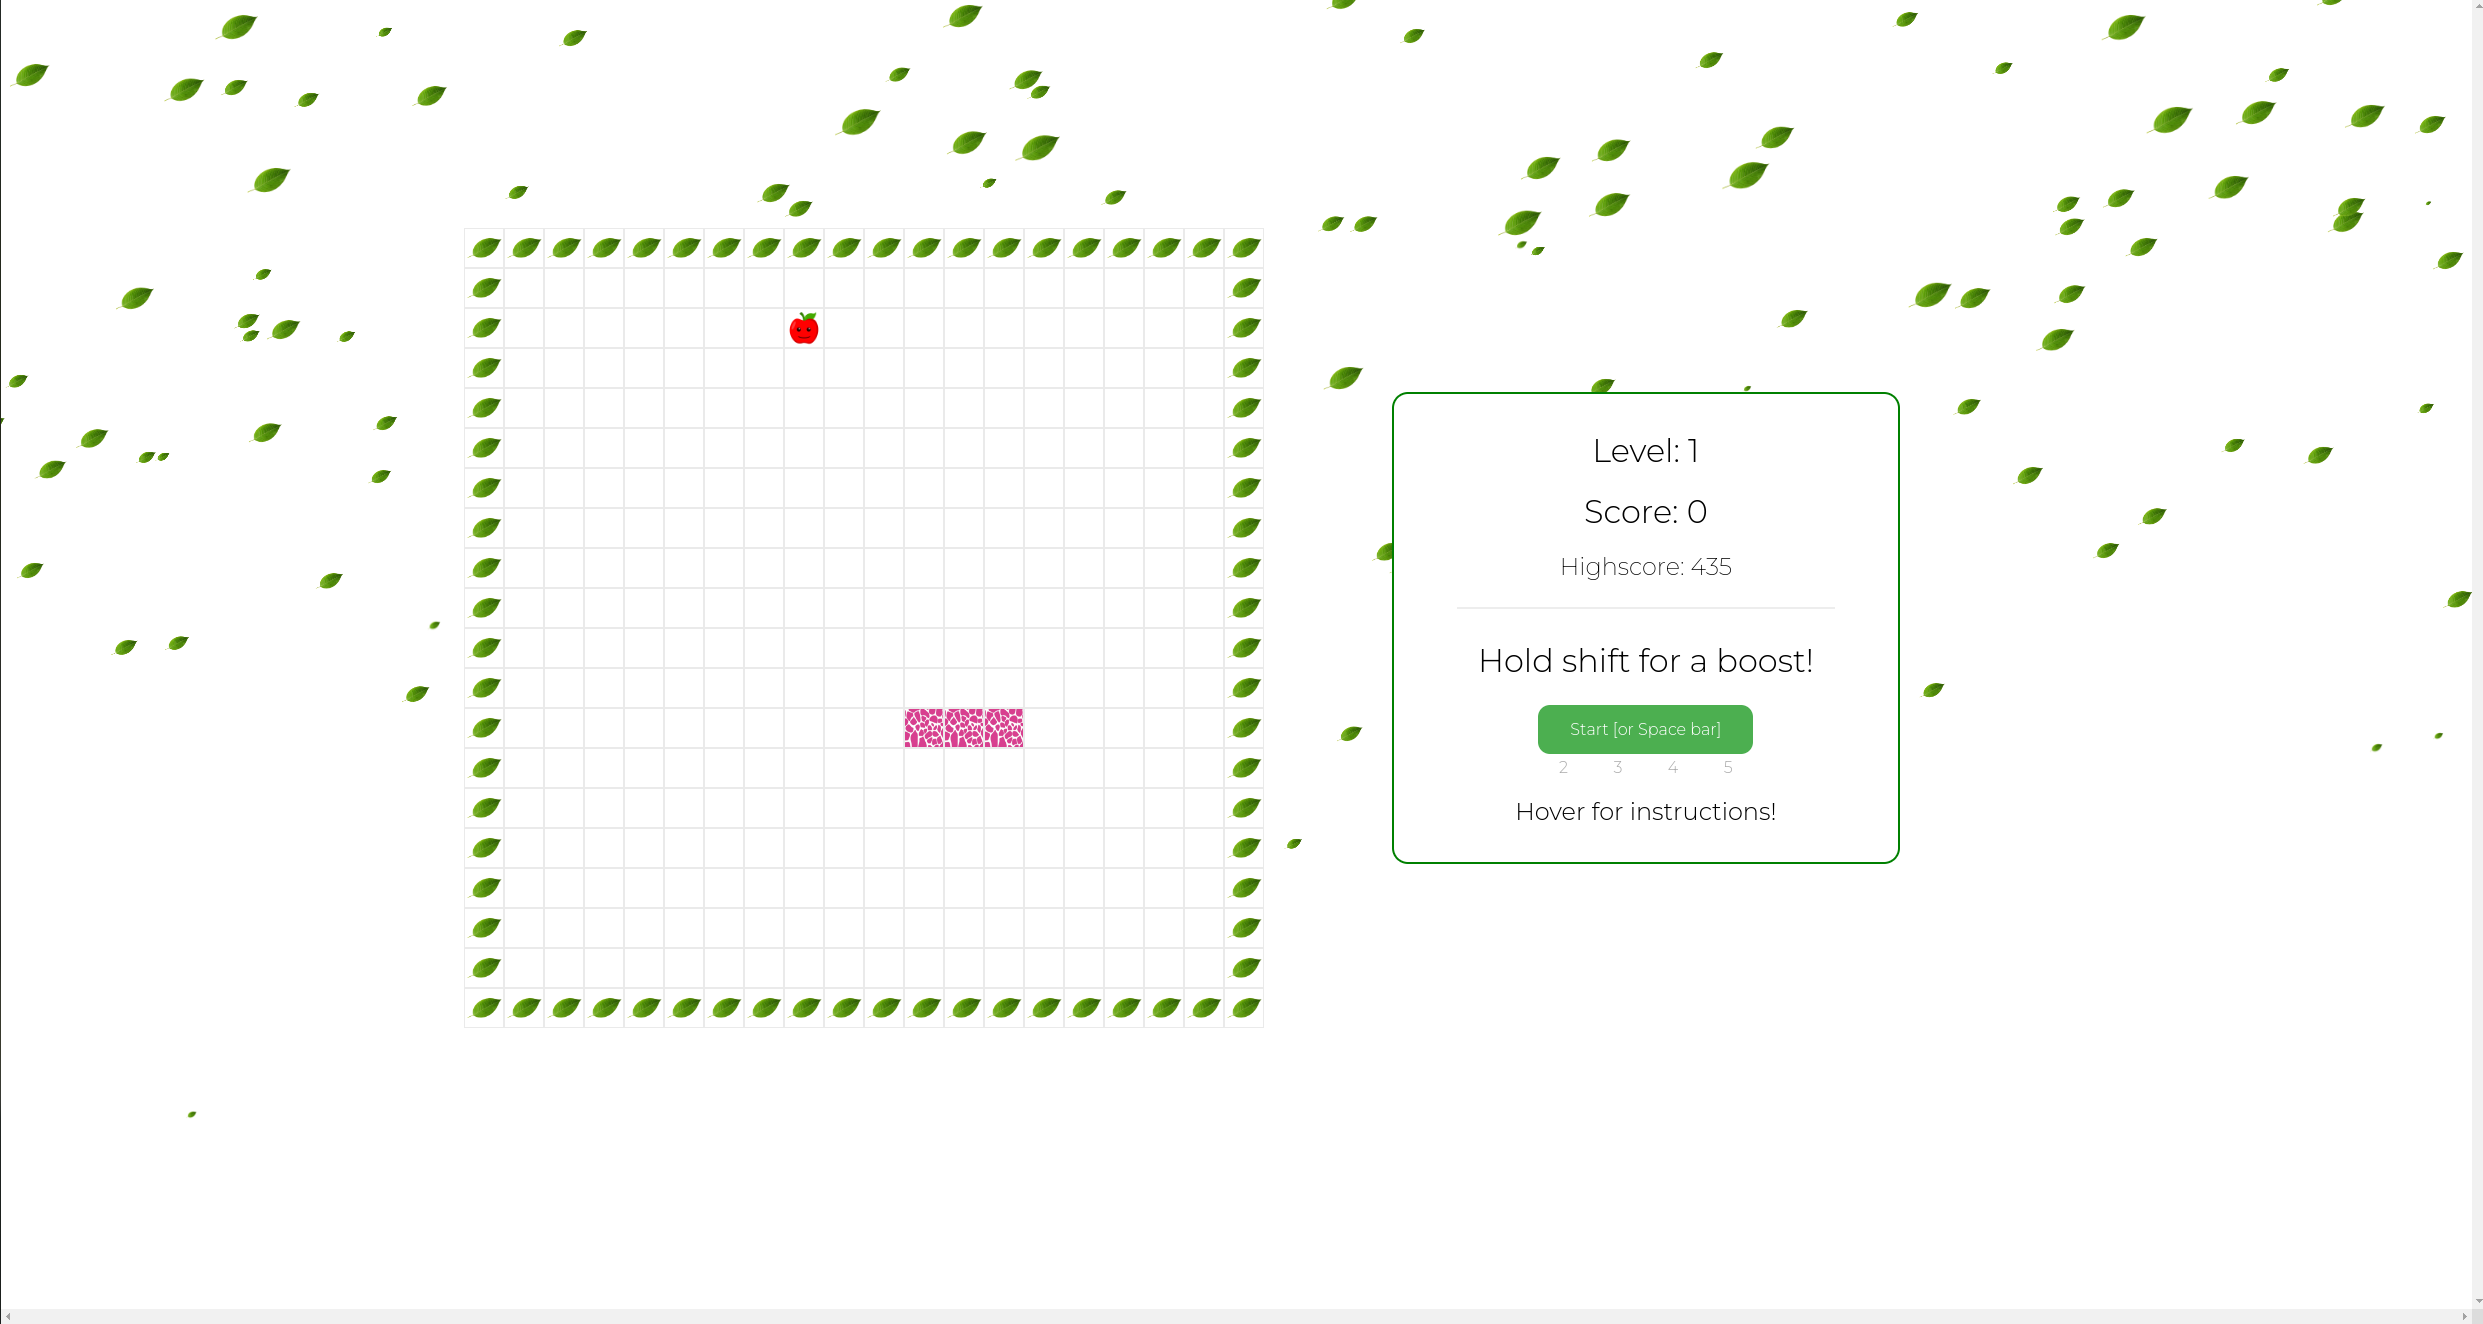 Level: 1
Score: 0
Highscore: 435
Hold shift for a boost!
Start [or Space bar]
2 3 4 5
Hover for instructions!